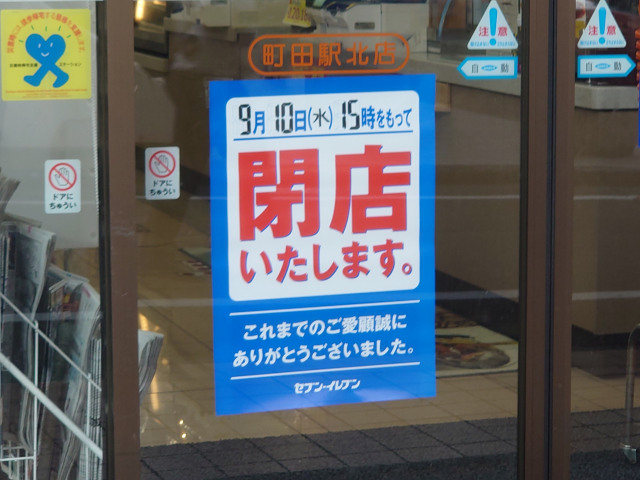 町田駅北店
9月10日(水)15時をもって
閉店
いたします。
これまでのご愛顧誠に
ありがとうございました。
セブン-イレブン
ドアに
ちゅうい
ドアに
ちゅうい
注意
自動
注意
自動